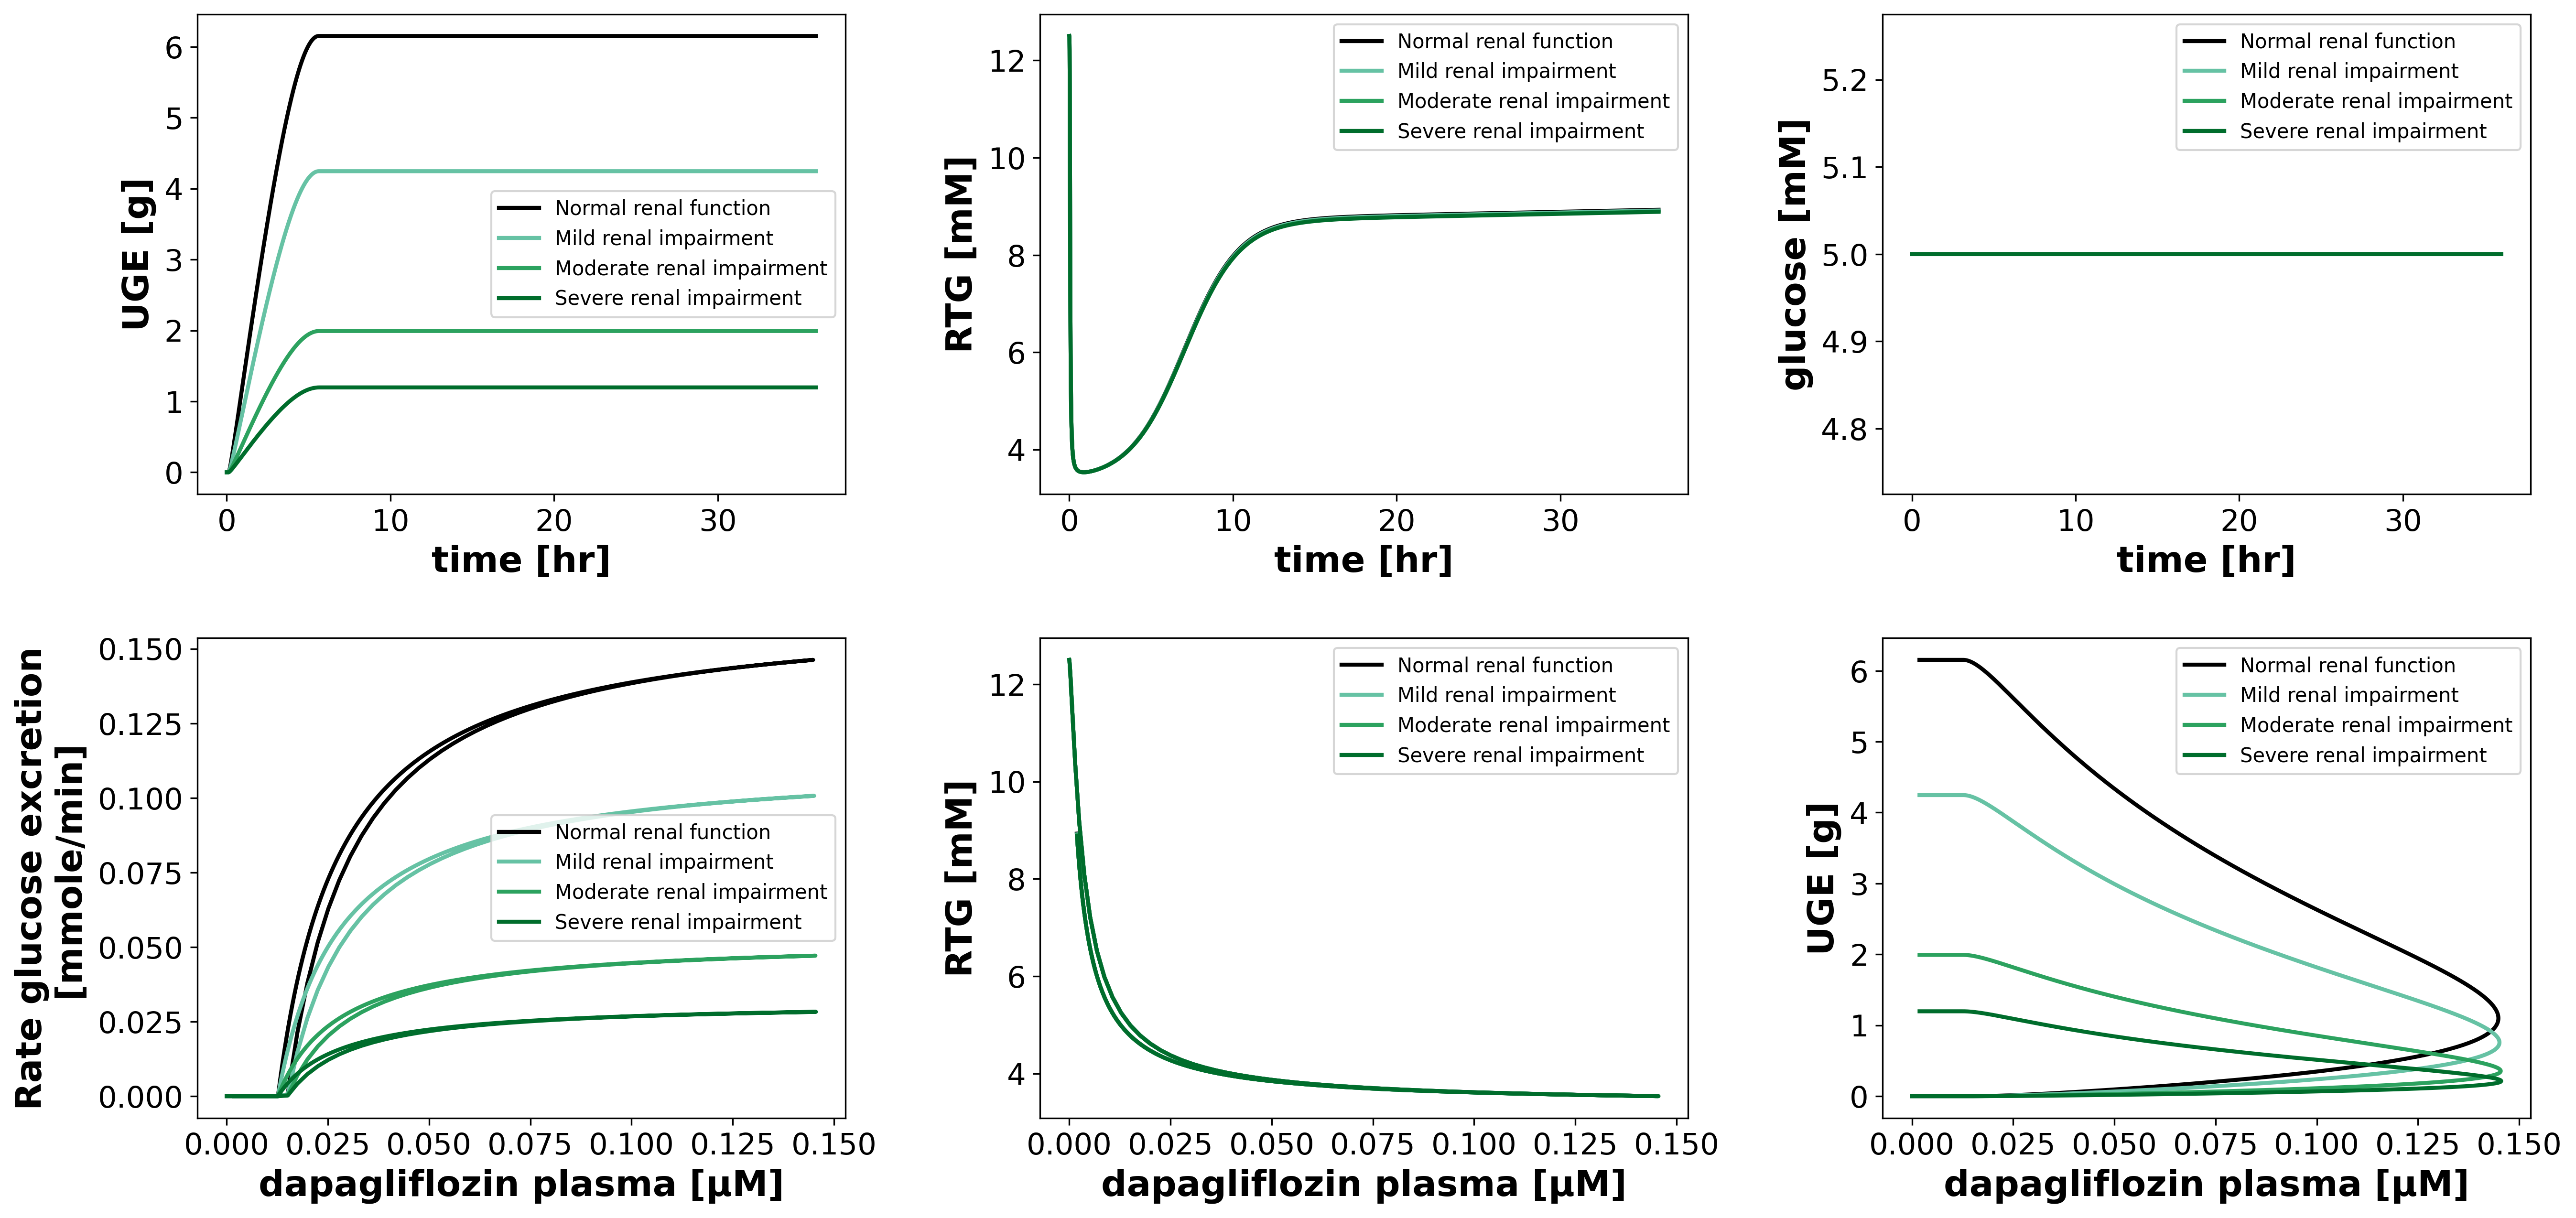 UGE [g]
6
5
4
3
2
1
0
Normal renal function
Mild renal impairment
Moderate renal impairment
Severe renal impairment
0 10 20 30
time [hr]
RTG [mM]
12
10
8
6
4
Normal renal function
Mild renal impairment
Moderate renal impairment
Severe renal impairment
0 10 20 30
time [hr]
glucose [mM]
5.2
5.1
5.0
4.9
4.8
Normal renal function
Mild renal impairment
Moderate renal impairment
Severe renal impairment
0 10 20 30
time [hr]
Rate glucose excretion
[mmole/min]
0.150
0.125
0.100
0.075
0.050
0.025
0.000
Normal renal function
Mild renal impairment
Moderate renal impairment
Severe renal impairment
0.000 0.025 0.050 0.075 0.100 0.125 0.150
dapagliflozin plasma [µM]
RTG [mM]
12
10
8
6
4
Normal renal function
Mild renal impairment
Moderate renal impairment
Severe renal impairment
0.000 0.025 0.050 0.075 0.100 0.125 0.150
dapagliflozin plasma [µM]
UGE [g]
6
5
4
3
2
1
0
Normal renal function
Mild renal impairment
Moderate renal impairment
Severe renal impairment
0.000 0.025 0.050 0.075 0.100 0.125 0.150
dapagliflozin plasma [µM]